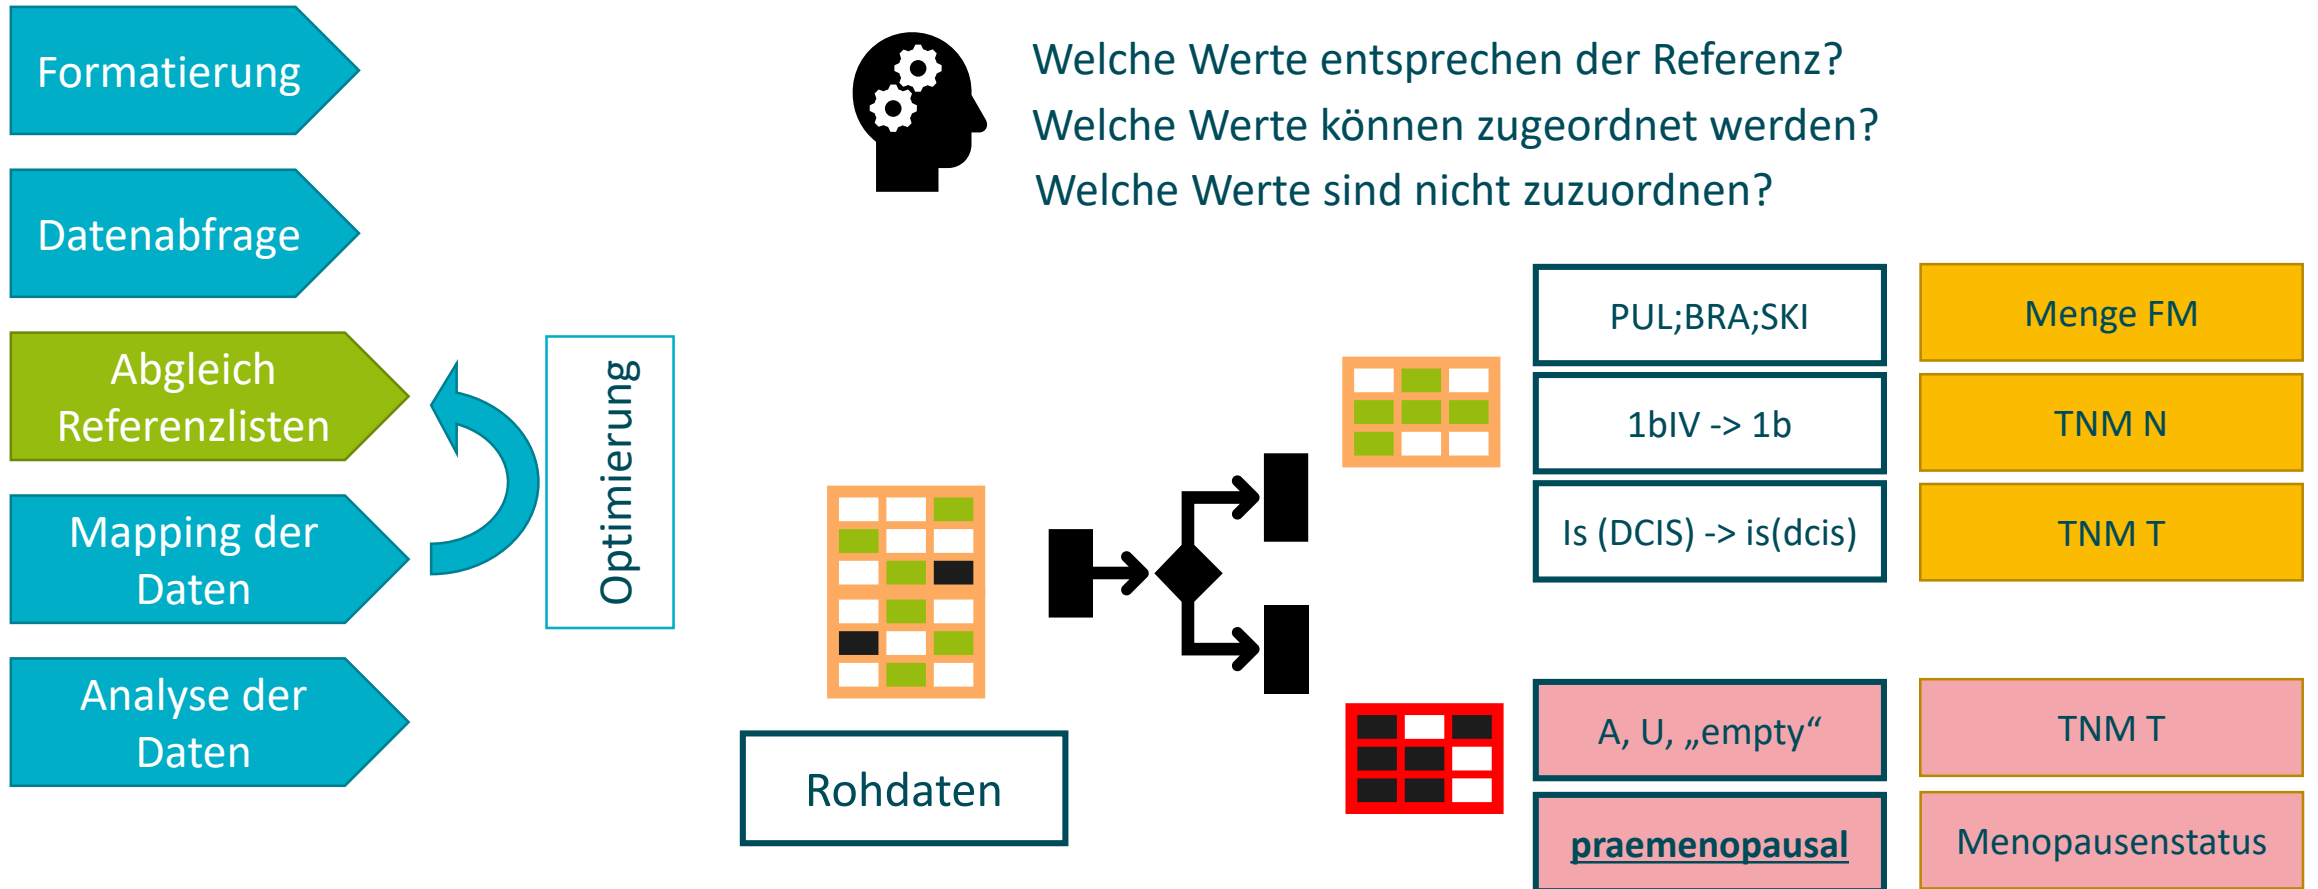 Formatierung
Datenabfrage
Abgleich
Referenzlisten
Mapping der
Daten
Analyse der
Daten
Optimierung
Welche Werte entsprechen der Referenz?
Welche Werte können zugeordnet werden?
Welche Werte sind nicht zuzuordnen?
Rohdaten
PUL;BRA;SKI
Menge FM
1bIV -> 1b
TNM N
Is (DCIS) -> is(dcis)
TNM T
A, U, „empty“
TNM T
praemenopausal
Menopausenstatus